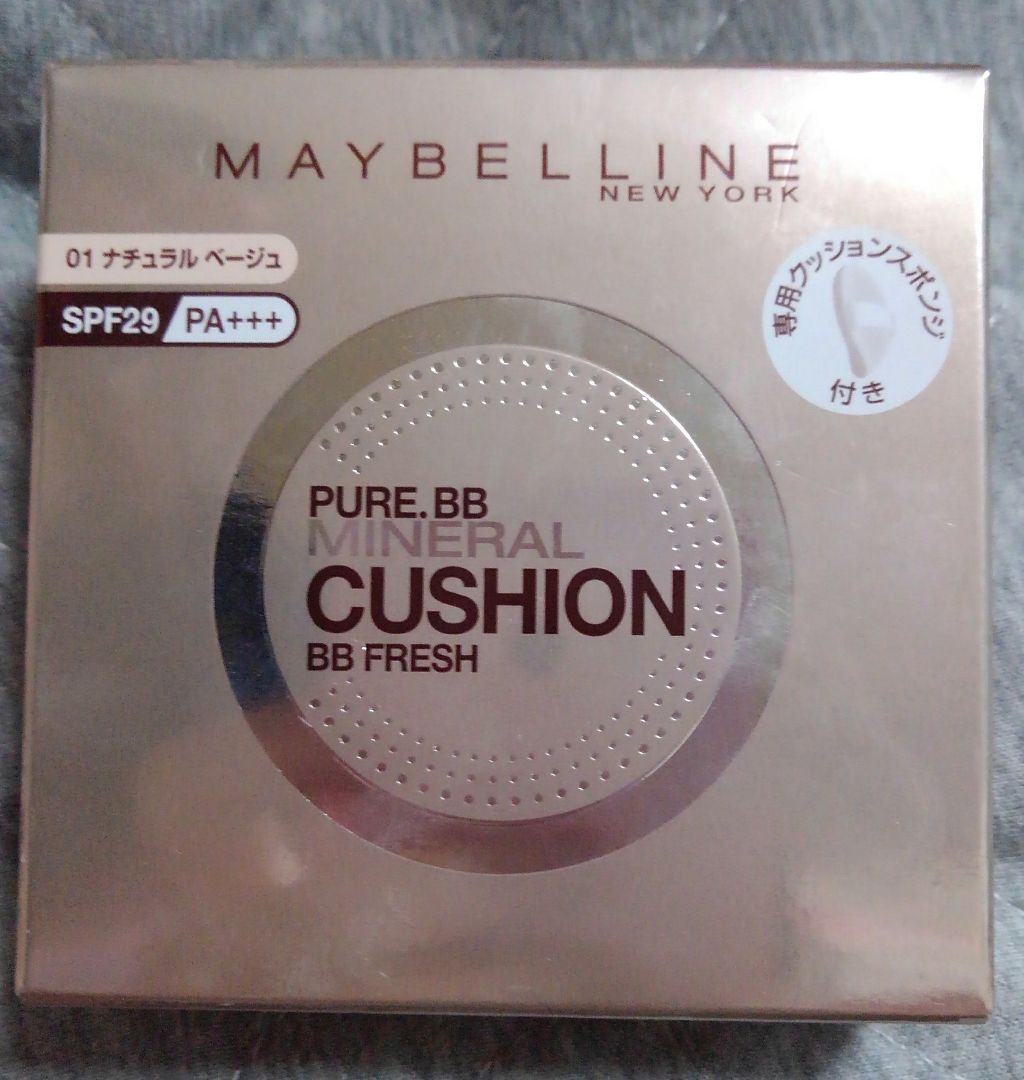 MAYBELLINE
NEW YORK
01 ナチュラル ベージュ
SPF29 PA+++
専用クッションスポンジ
付き
PURE.BB
MINERAL
CUSHION
BB FRESH